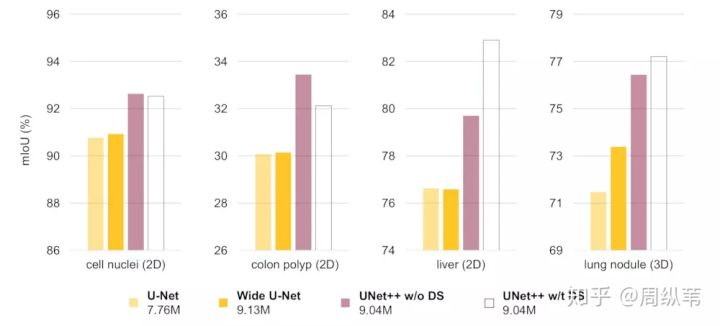 mIoU (%)
96
94
92
90
88
86
cell nuclei (2D)
36
34
32
30
28
26
colon polyp (2D)
84
82
80
78
76
74
liver (2D)
79
77
75
73
71
69
lung nodule (3D)
U-Net
7.76M
Wide U-Net
9.13M
UNet++ w/o DS
9.04M
UNet++ w/t DS
9.04M
知乎 @周纵苇